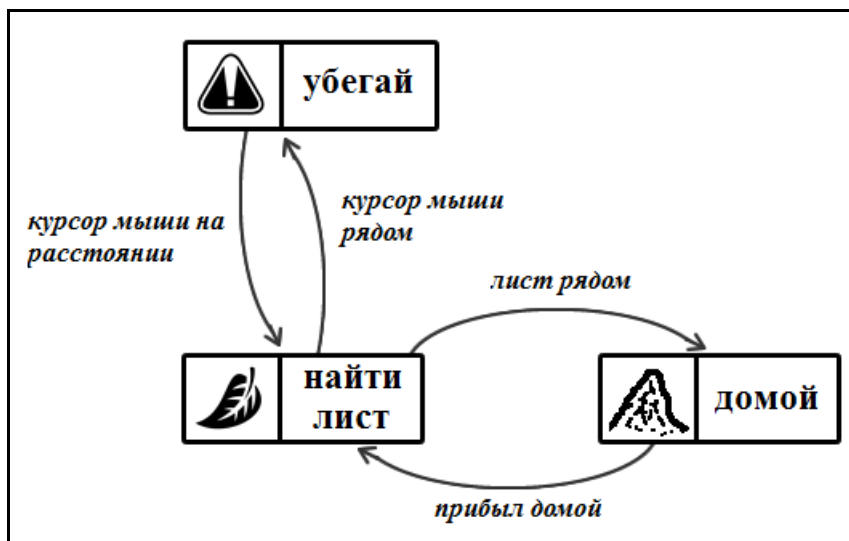 убегай
курсор мыши на
расстоянии
курсор мыши
рядом
лист рядом
найти
лист
домой
прибыл домой